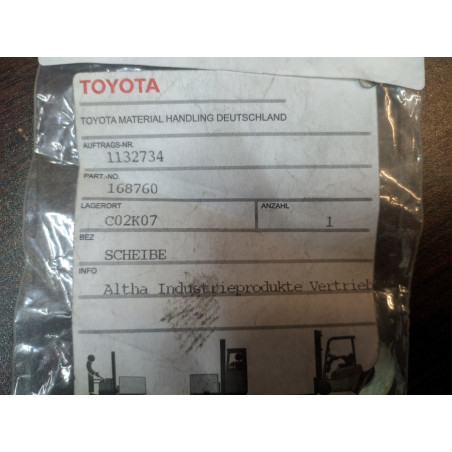 TOYOTA
TOYOTA MATERIAL HANDLING DEUTSCHLAND
AUFTRAGS-NR.
1132734
PART.-NO.
168760
LAGERORT
C02K07
ANZAHL
1
BEZ
SCHEIBE
INFO
Altha Industrieprodukte Vertrieb